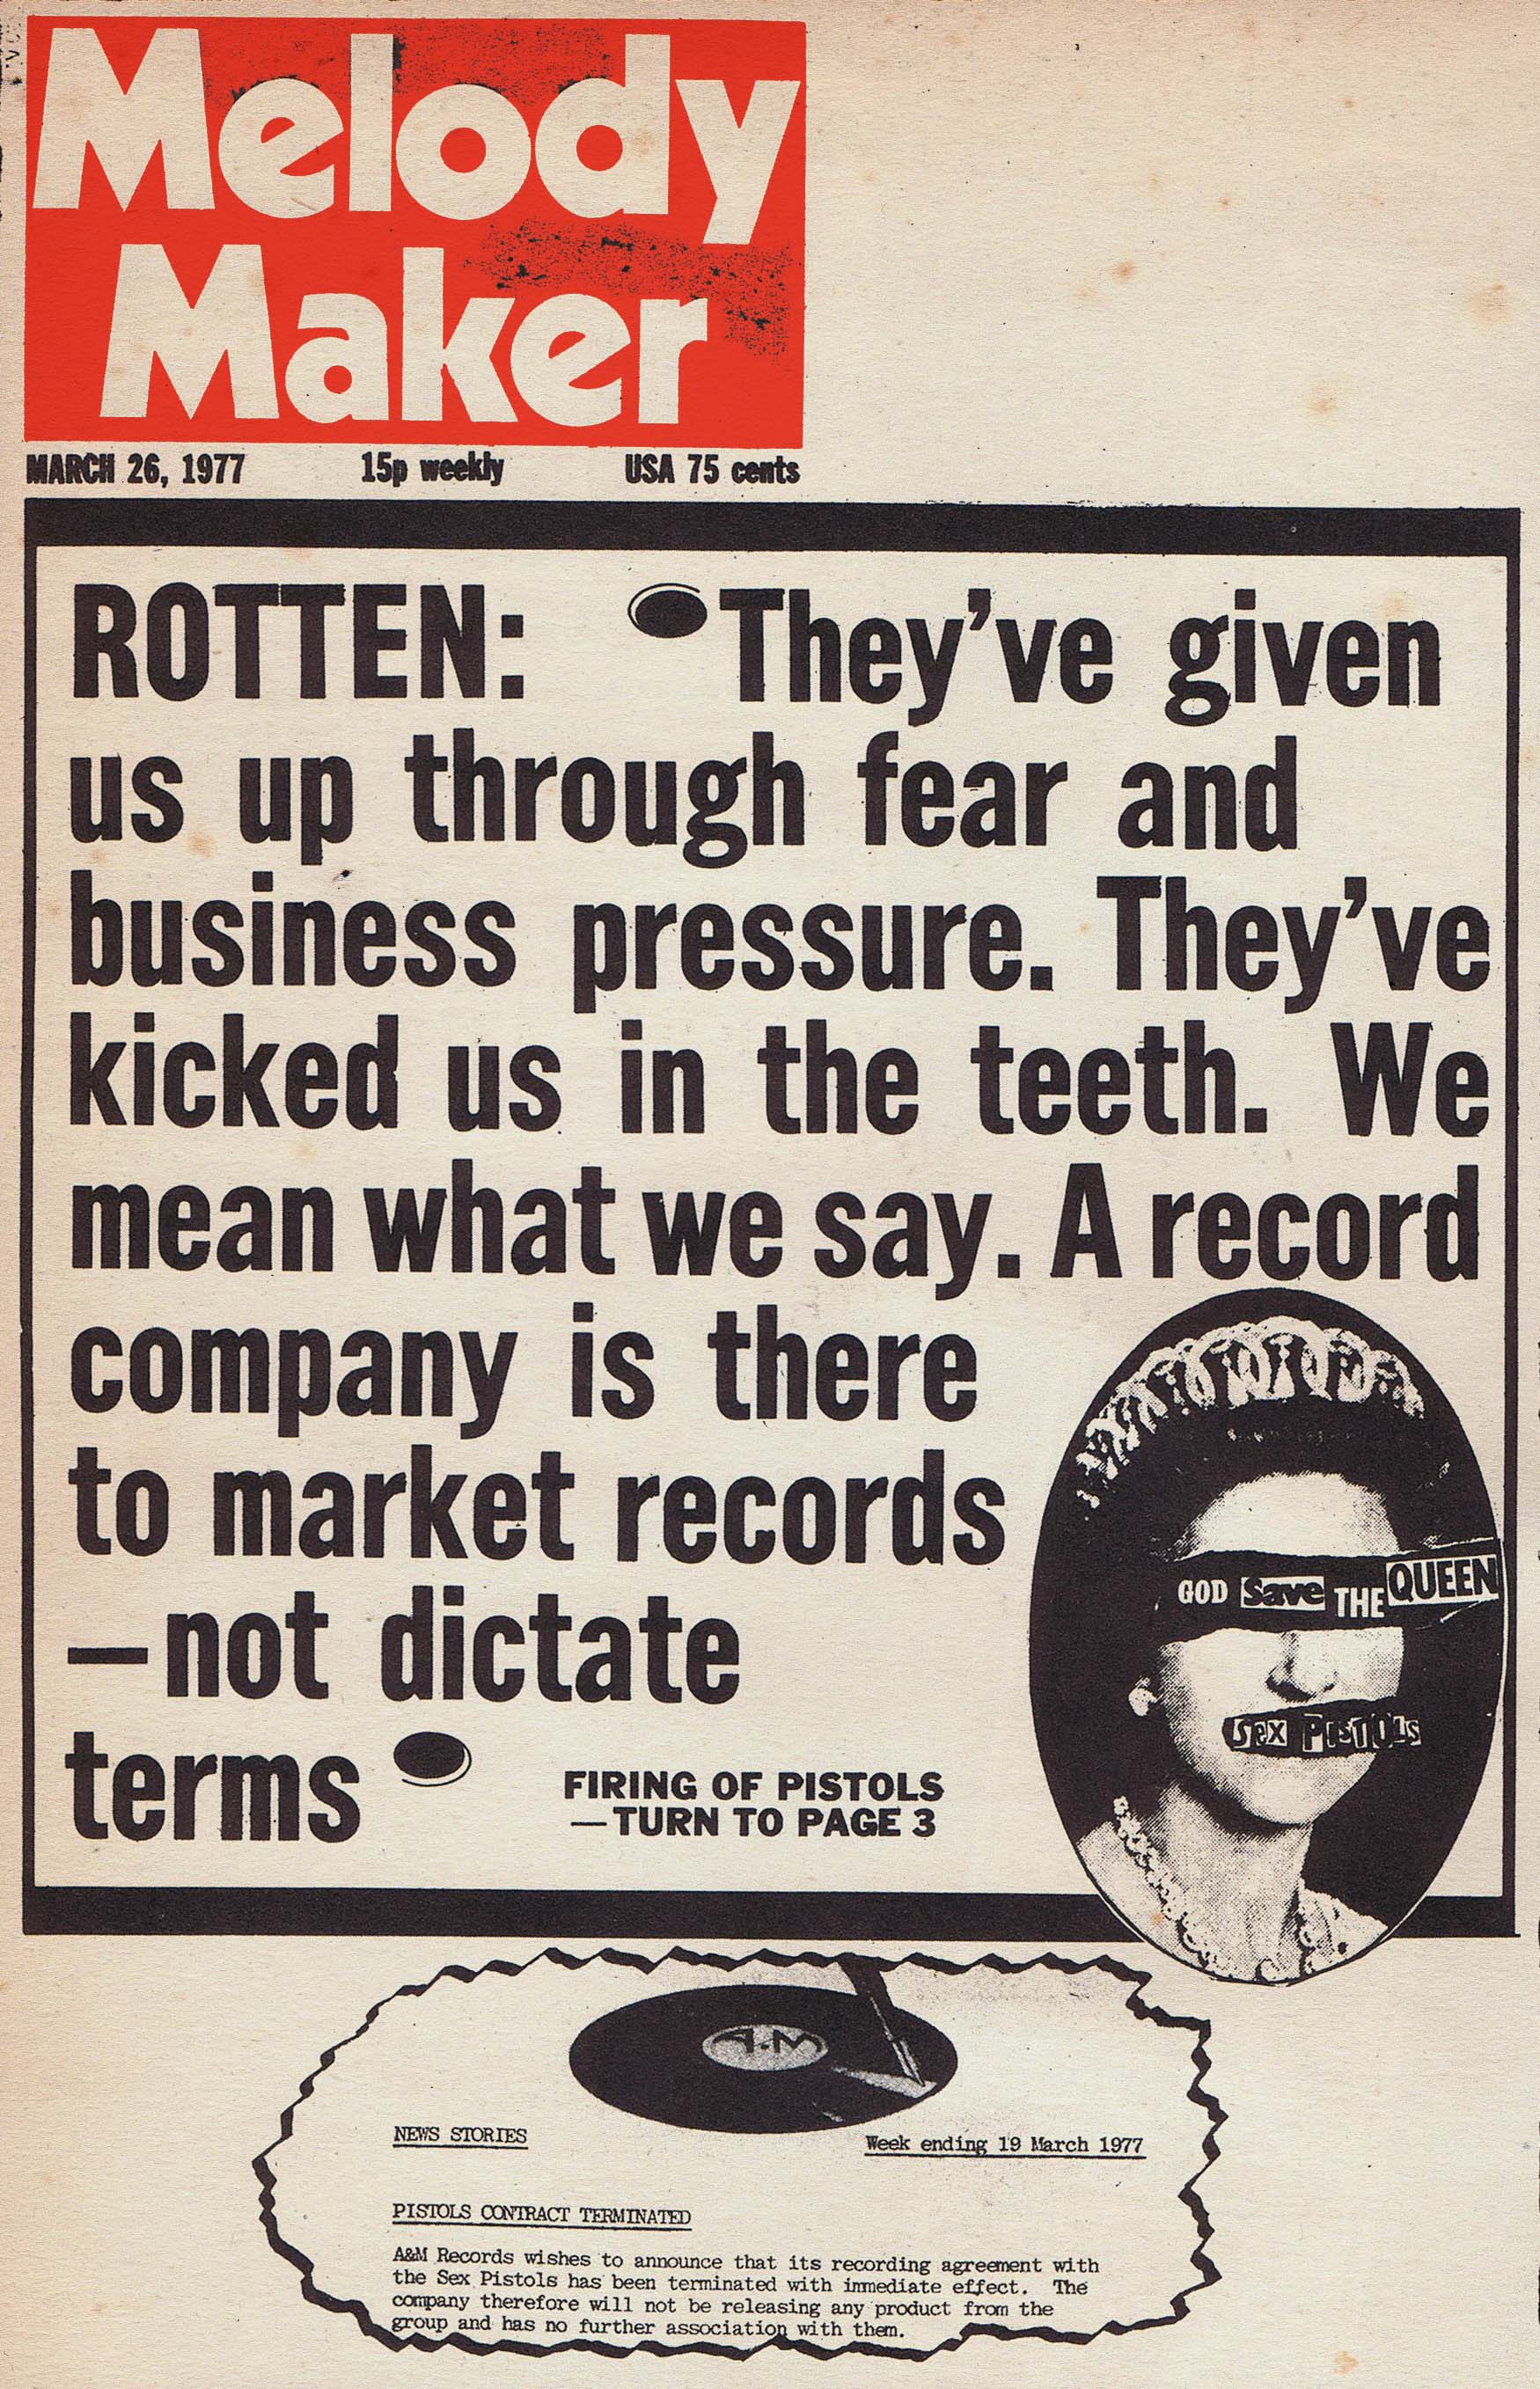 Melody
Maker
MARCH 26, 1977 15p weekly USA 75 cents
ROTTEN: They've given
us up through fear and
business pressure. They've
kicked us in the teeth. We
mean what we say. A record
company is there
to market records
—not dictate
terms
GOD Save THE QUEEN
SEX PISTOLS
FIRING OF PISTOLS
—TURN TO PAGE 3
A·M
NEWS STORIES Week ending 19 March 1977
PISTOLS CONTRACT TERMINATED
A&M Records wishes to announce that its recording agreement with
the Sex Pistols has been terminated with immediate effect. The
company therefore will not be releasing any product from the
group and has no further association with them.